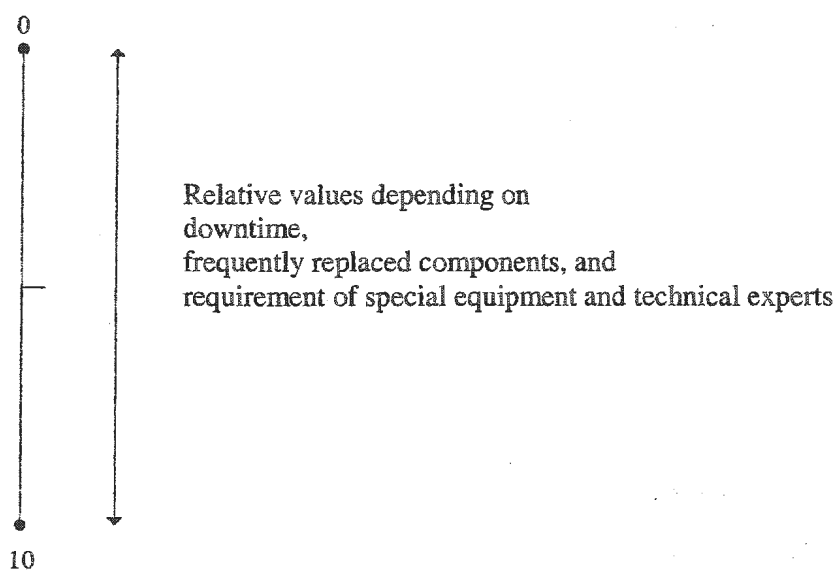 0
Relative values depending on
downtime,
frequently replaced components, and
requirement of special equipment and technical experts
10